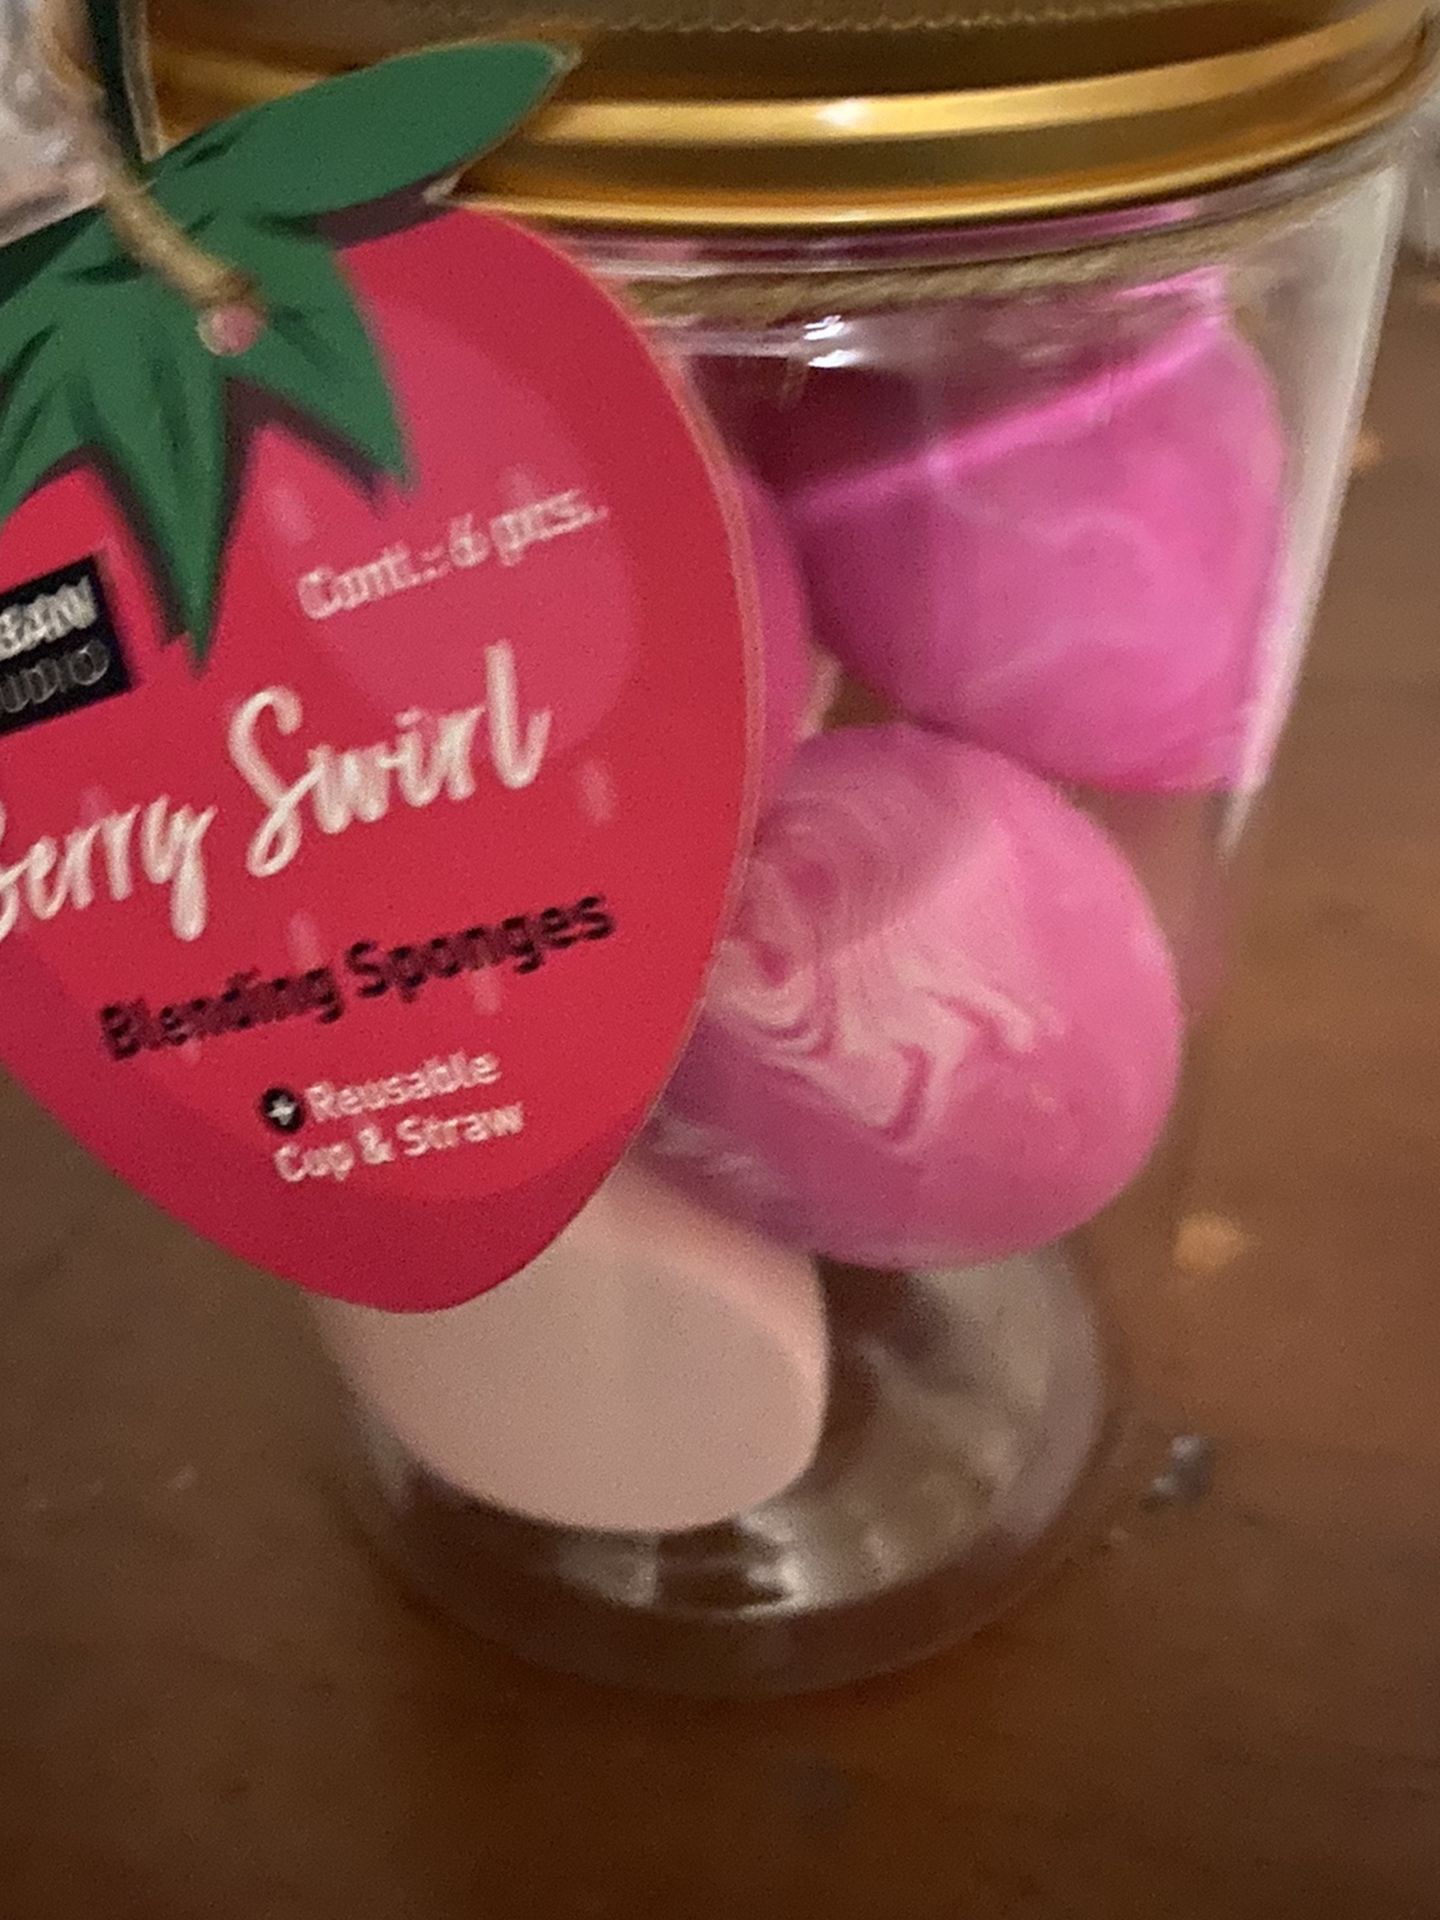 Cont.: 6 pcs.
Berry Swirl
Blending Sponges
+ Reusable
Cup & Straw